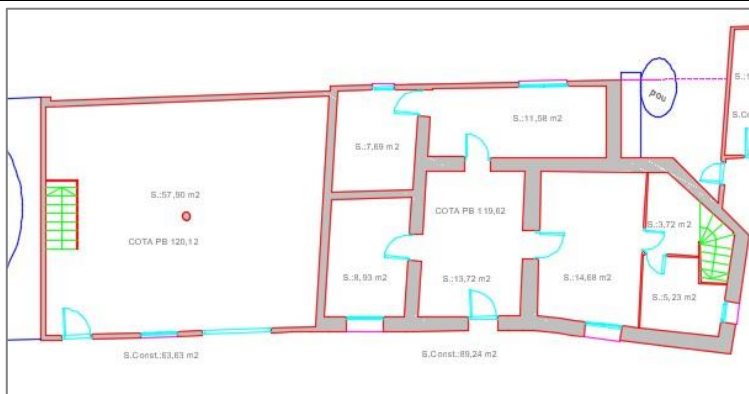 S.:1
pou
S.:11,58 m2
S.Co
S.:7,69 m2
S.:57,90 m2
COTA PB 119,62
S.:3,72 m2
COTA PB 120,12
S.:8,93 m2
S.:13,72 m2
S.:14,68 m2
S.:5,23 m2
S.Const.:63,63 m2
S.Const.:89,24 m2